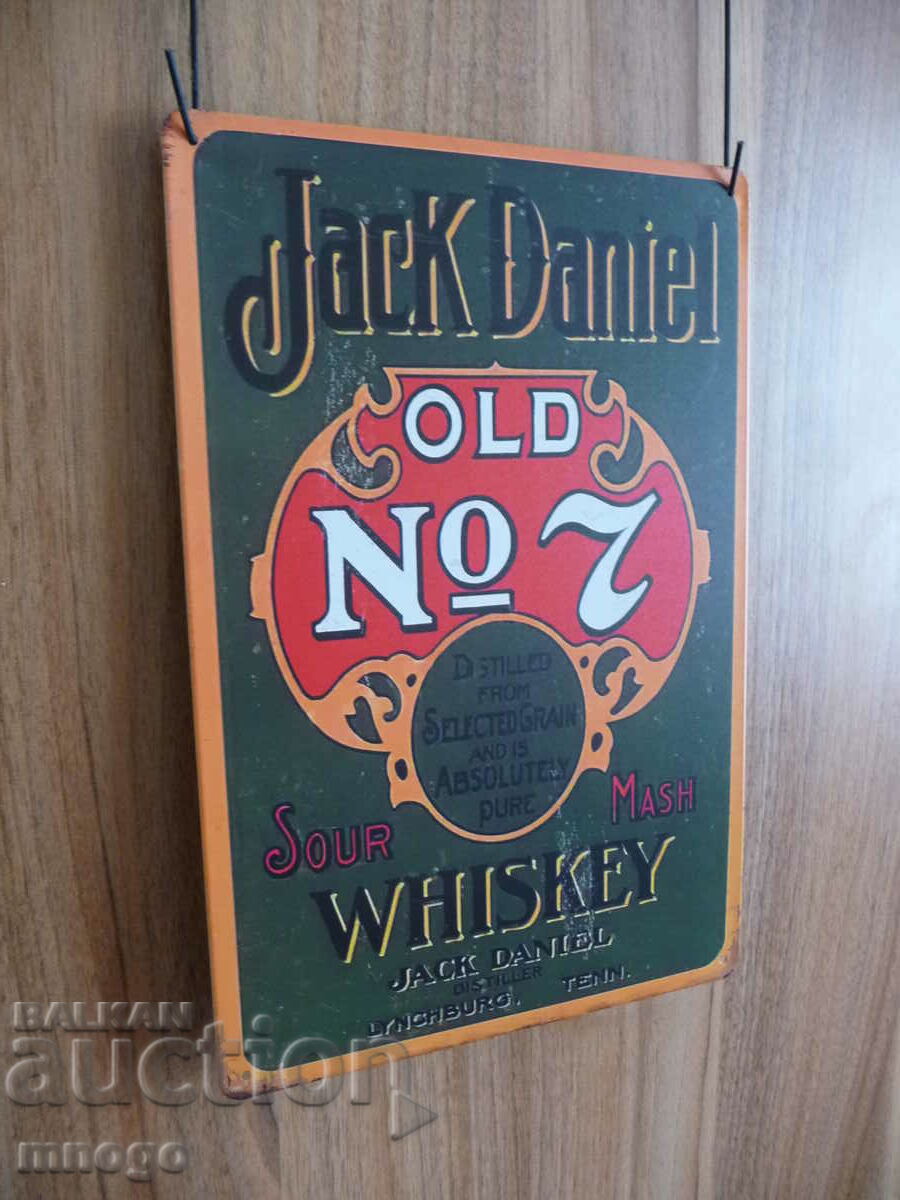 Jack Daniel
OLD
No 7
DISTILLED
FROM
SELECTED GRAIN
AND IS
ABSOLUTELY
PURE
SOUR MASH
WHISKEY
JACK DANIEL
DISTILLER
LYNCHBURG, TENN.
BALKAN
auction
mnogo